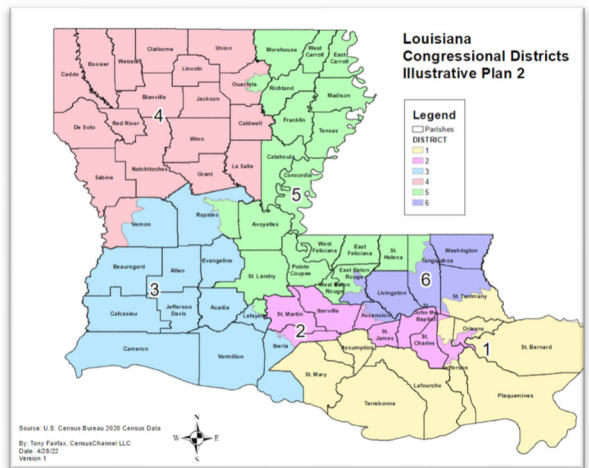 Louisiana
Congressional Districts
Illustrative Plan 2
Legend
Parishes
DISTRICT
1
2
3
4
5
6
Claiborne
Union
Morehouse
West
Carroll
East
Carroll
Caddo
Bossier
Webster
Lincoln
Ouachita
Richland
Madison
Bienville
Jackson
4
De Soto
Red River
Caldwell
Franklin
Tensas
Winn
Natchitoches
Sabine
Grant
La Salle
Catahoula
Concordia
5
Vernon
Rapides
Avoyelles
Beauregard
Allen
Evangeline
St. Landry
Pointe
Coupee
West
Feliciana
East
Feliciana
St.
Helena
Tangipahoa
Washington
West Baton
Rouge
East Baton
Rouge
Livingston
6
St. Tammany
3
Calcasieu
Jefferson
Davis
Acadia
Lafayette
St. Martin
Iberville
Ascension
St.
John the
Baptist
Orleans
2
Cameron
Vermilion
Iberia
Assumption
St.
James
St.
Charles
Jefferson
1
St. Bernard
St. Mary
Terrebonne
Lafourche
Plaquemines
N
W
E
S
Source: U.S. Census Bureau 2020 Census Data
By: Tony Fairfax, CensusChannel LLC
Date: 4/28/22
Version 1